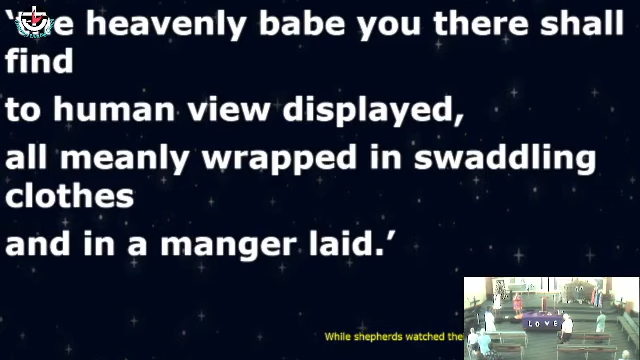 heavenly babe you there shall
find
to human view displayed,
all meanly wrapped in swaddling
clothes
and in a manger laid.’
While shepherds watched the
LOVE